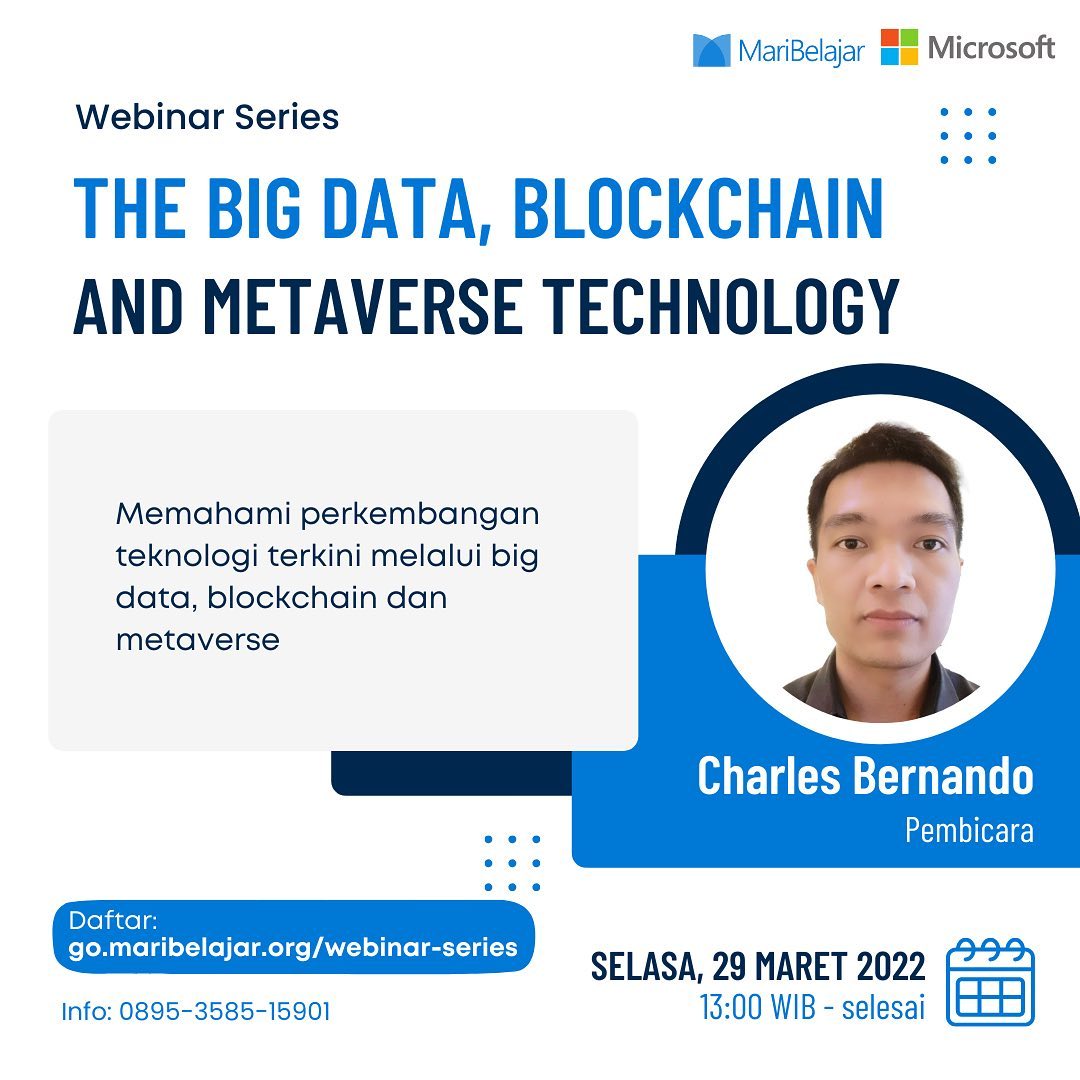 MariBelajar Microsoft
Webinar Series
THE BIG DATA, BLOCKCHAIN
AND METAVERSE TECHNOLOGY
Memahami perkembangan
teknologi terkini melalui big
data, blockchain dan
metaverse
Charles Bernando
Pembicara
Daftar:
go.maribelajar.org/webinar-series
Info: 0895-3585-15901
SELASA, 29 MARET 2022
13:00 WIB - selesai